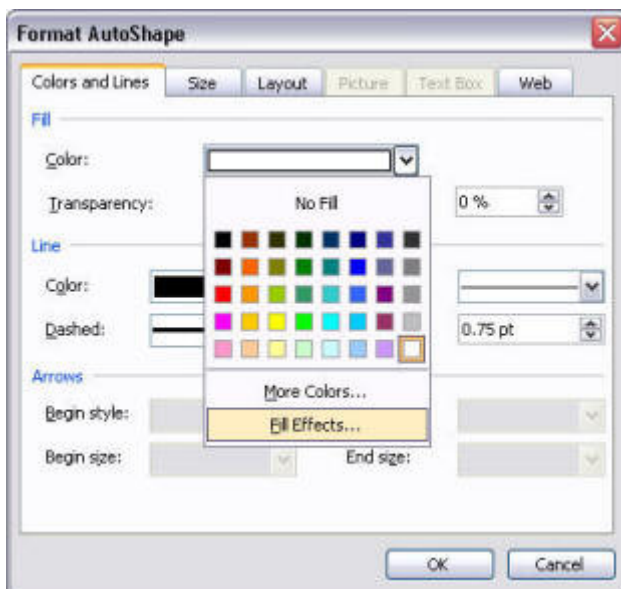 Format AutoShape
Colors and Lines Size Layout Picture Text Box Web
Fill
Color:
No Fill
Transparency: 0 %
Line
Color:
Dashed: 0.75 pt
More Colors...
Arrows
Begin style: Fill Effects...
Begin size: End size:
OK Cancel